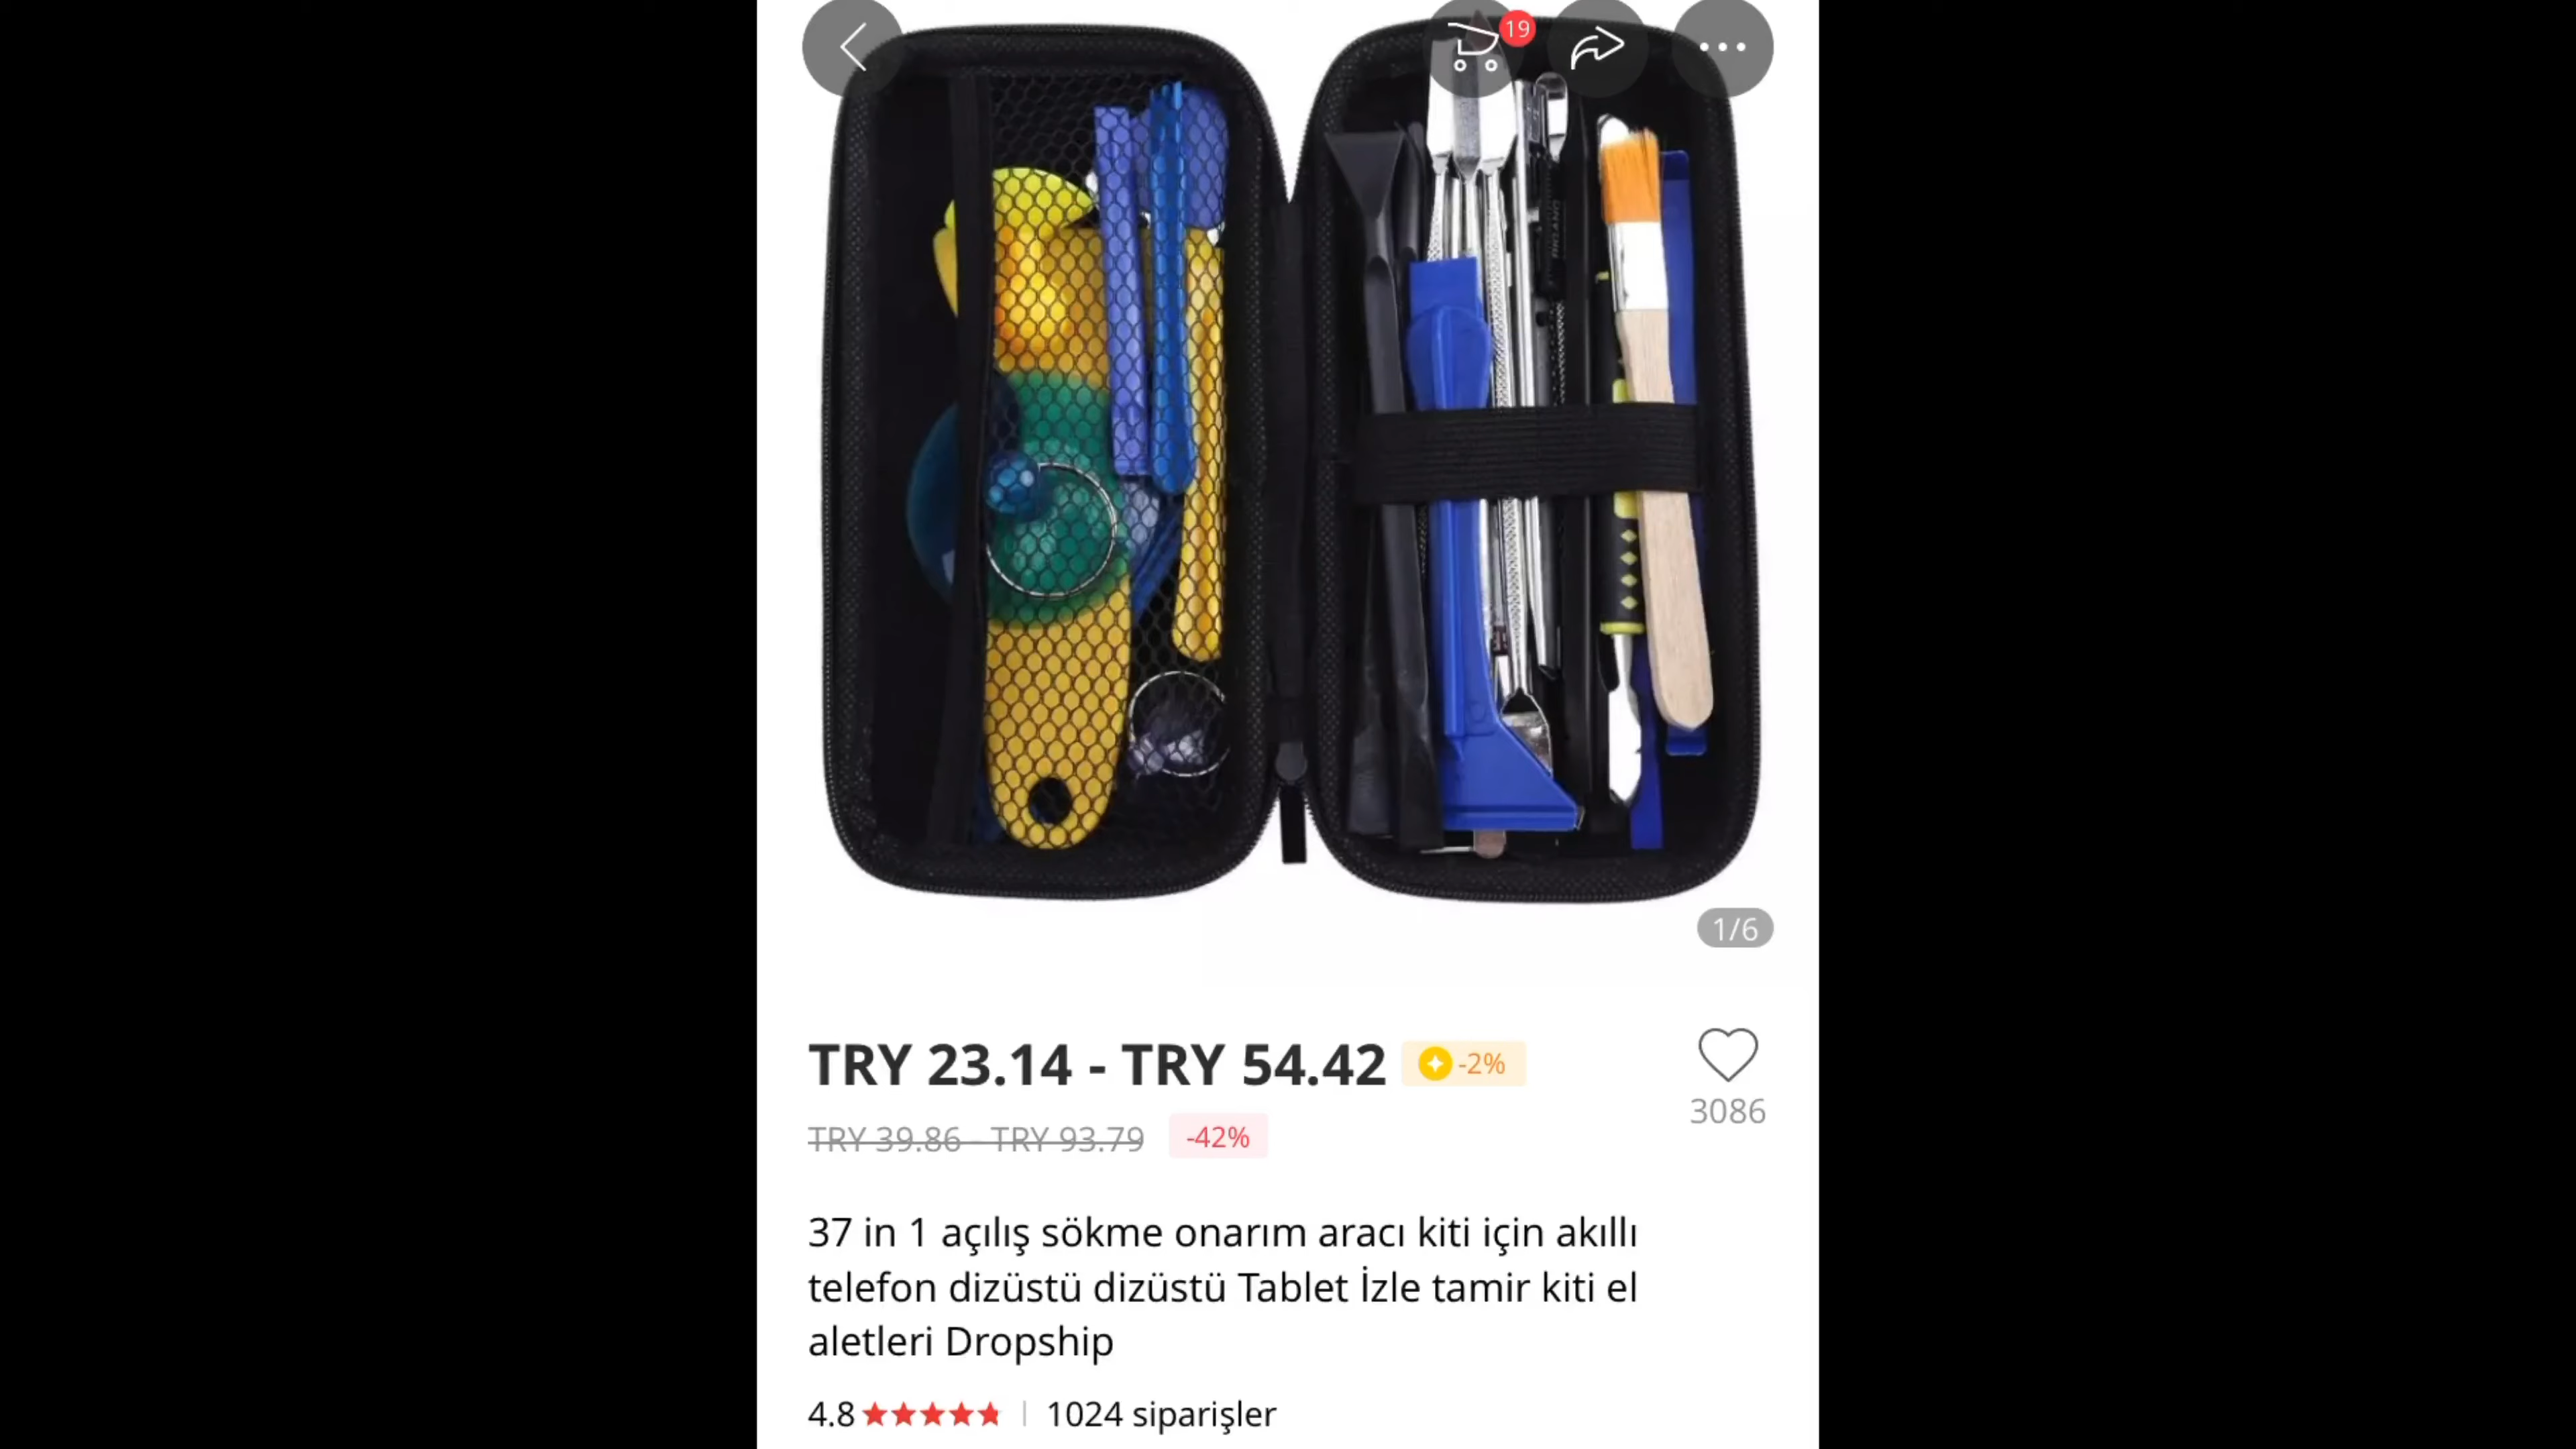 19
1/6
TRY 23.14 - TRY 54.42 -2%
3086
TRY 39.86 - TRY 93.79 -42%
37 in 1 açılış sökme onarım aracı kiti için akıllı
telefon dizüstü dizüstü Tablet İzle tamir kiti el
aletleri Dropship
4.8 | 1024 siparişler